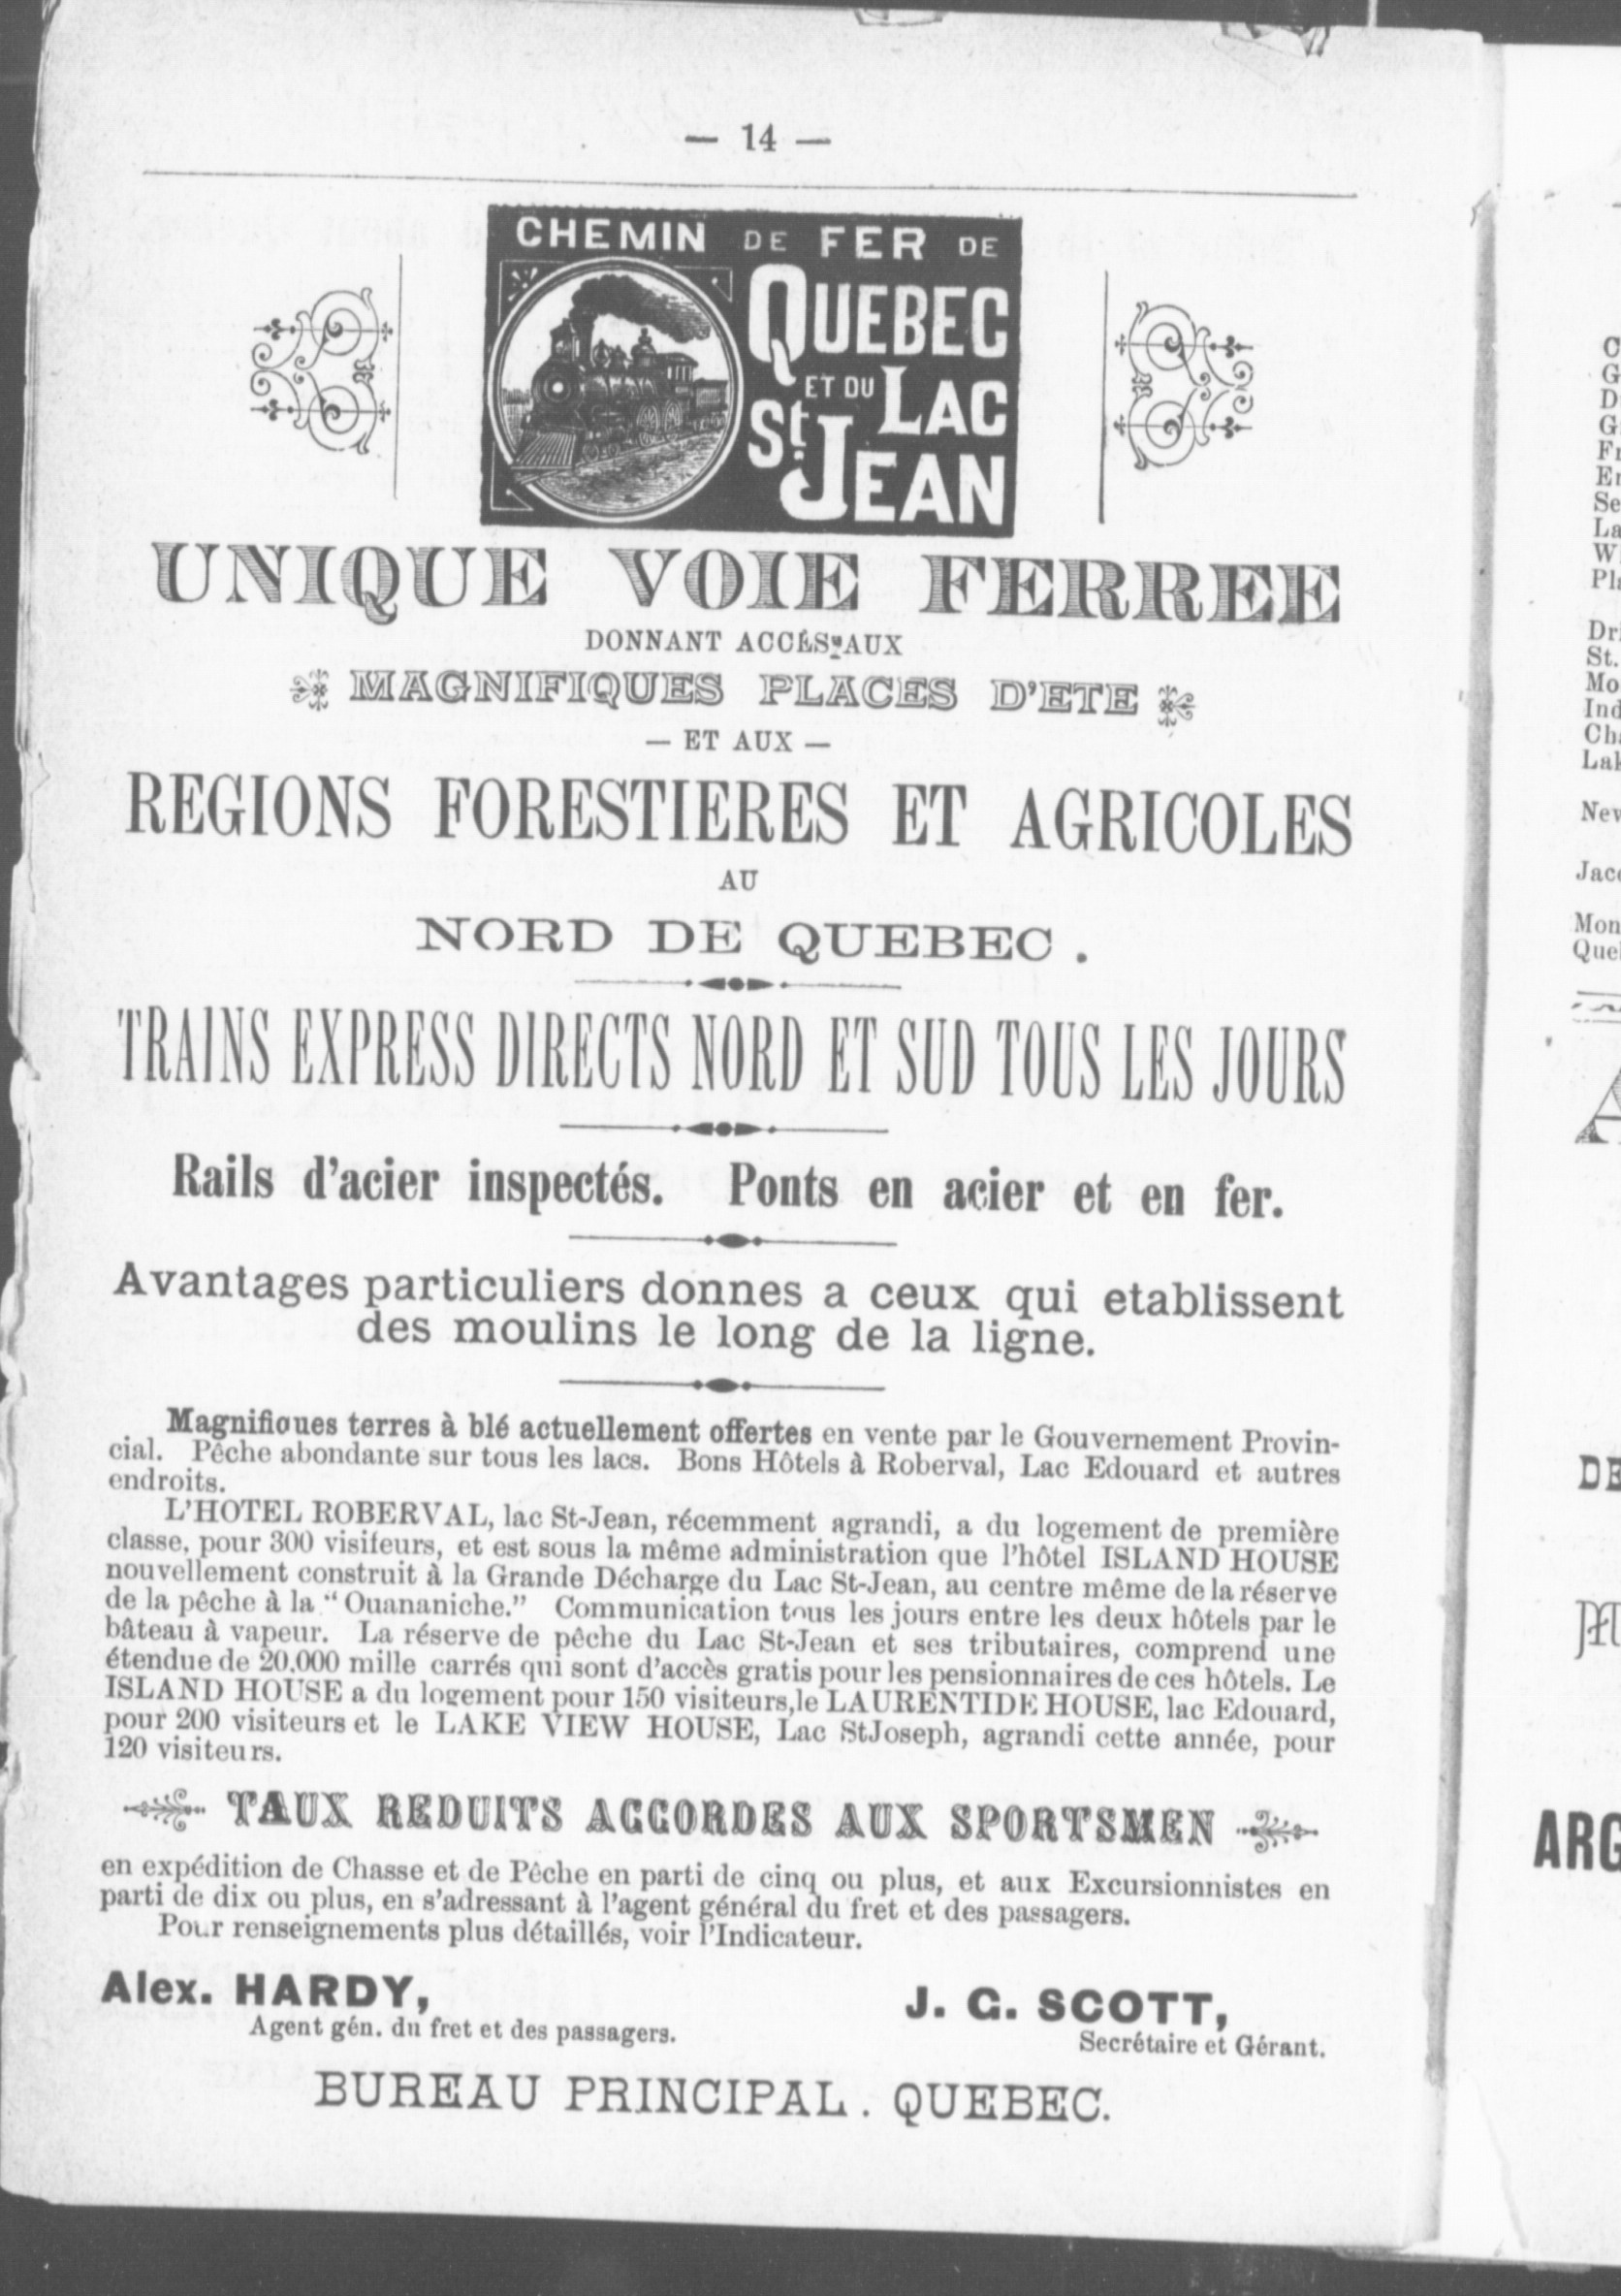 — 14 —
CHEMIN DE FER DE
QUEBEC
ET DU LAC
St. JEAN
UNIQUE VOIE FERREE
DONNANT ACCÈS AUX
MAGNIFIQUES PLACES D'ETE
— ET AUX —
REGIONS FORESTIERES ET AGRICOLES
AU
NORD DE QUEBEC.
TRAINS EXPRESS DIRECTS NORD ET SUD TOUS LES JOURS
Rails d'acier inspectés. Ponts en acier et en fer.
Avantages particuliers donnes a ceux qui etablissent
des moulins le long de la ligne.
Magnifiques terres à blé actuellement offertes en vente par le Gouvernement Provin-
cial. Pêche abondante sur tous les lacs. Bons Hôtels à Roberval, Lac Edouard et autres
endroits.
L'HOTEL ROBERVAL, lac St-Jean, récemment agrandi, a du logement de première
classe, pour 300 visiteurs, et est sous la même administration que l'hôtel ISLAND HOUSE
nouvellement construit à la Grande Décharge du Lac St-Jean, au centre même de la réserve
de la pêche à la "Ouananiche." Communication tous les jours entre les deux hôtels par le
bâteau à vapeur. La réserve de pêche du Lac St-Jean et ses tributaires, comprend une
étendue de 20.000 mille carrés qui sont d'accès gratis pour les pensionnaires de ces hôtels. Le
ISLAND HOUSE a du logement pour 150 visiteurs,le LAURENTIDE HOUSE, lac Edouard,
pour 200 visiteurs et le LAKE VIEW HOUSE, Lac StJoseph, agrandi cette année, pour
120 visiteurs.
TAUX REDUITS ACCORDES AUX SPORTSMEN
en expédition de Chasse et de Pêche en parti de cinq ou plus, et aux Excursionnistes en
parti de dix ou plus, en s'adressant à l'agent général du fret et des passagers.
Pour renseignements plus détaillés, voir l'Indicateur.
Alex. HARDY,
Agent gén. du fret et des passagers.
J. G. SCOTT,
Secrétaire et Gérant.
BUREAU PRINCIPAL. QUEBEC.